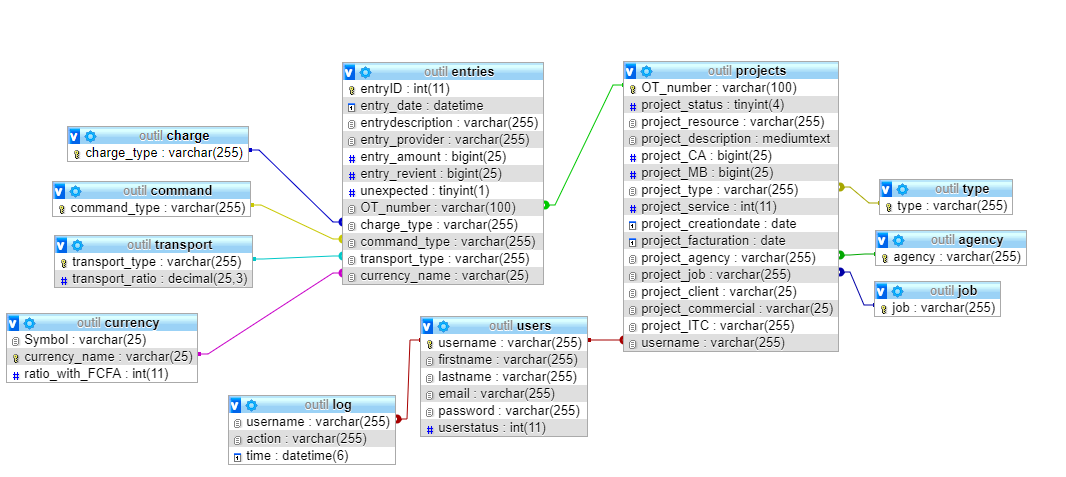 outil entries
entryID : int(11)
entry_date : datetime
entrydescription : varchar(255)
entry_provider : varchar(255)
entry_amount : bigint(25)
entry_revient : bigint(25)
unexpected : tinyint(1)
OT_number : varchar(100)
charge_type : varchar(255)
command_type : varchar(255)
transport_type : varchar(255)
currency_name : varchar(25)
outil projects
OT_number : varchar(100)
project_status : tinyint(4)
project_resource : varchar(255)
project_description : mediumtext
project_CA : bigint(25)
project_MB : bigint(25)
project_type : varchar(255)
project_service : int(11)
project_creationdate : date
project_facturation : date
project_agency : varchar(255)
project_job : varchar(255)
project_client : varchar(25)
project_commercial : varchar(25)
project_ITC : varchar(255)
username : varchar(255)
outil charge
charge_type : varchar(255)
outil command
command_type : varchar(255)
outil transport
transport_type : varchar(255)
transport_ratio : decimal(25,3)
outil currency
Symbol : varchar(25)
currency_name : varchar(25)
ratio_with_FCFA : int(11)
outil type
type : varchar(255)
outil agency
agency : varchar(255)
outil job
job : varchar(255)
outil users
username : varchar(255)
firstname : varchar(255)
lastname : varchar(255)
email : varchar(255)
password : varchar(255)
userstatus : int(11)
outil log
username : varchar(255)
action : varchar(255)
time : datetime(6)